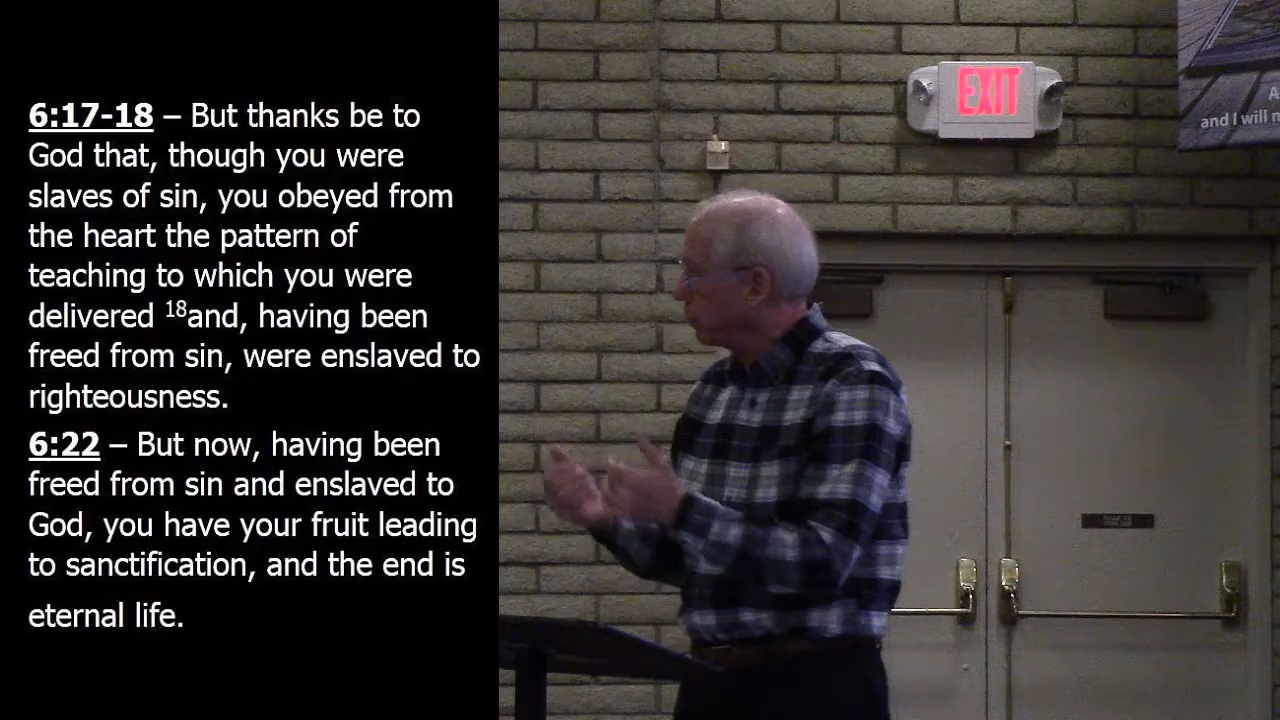 6:17-18 – But thanks be to
God that, though you were
slaves of sin, you obeyed from
the heart the pattern of
teaching to which you were
delivered ¹⁸and, having been
freed from sin, were enslaved to
righteousness.
6:22 – But now, having been
freed from sin and enslaved to
God, you have your fruit leading
to sanctification, and the end is
eternal life.
EXIT
and I will